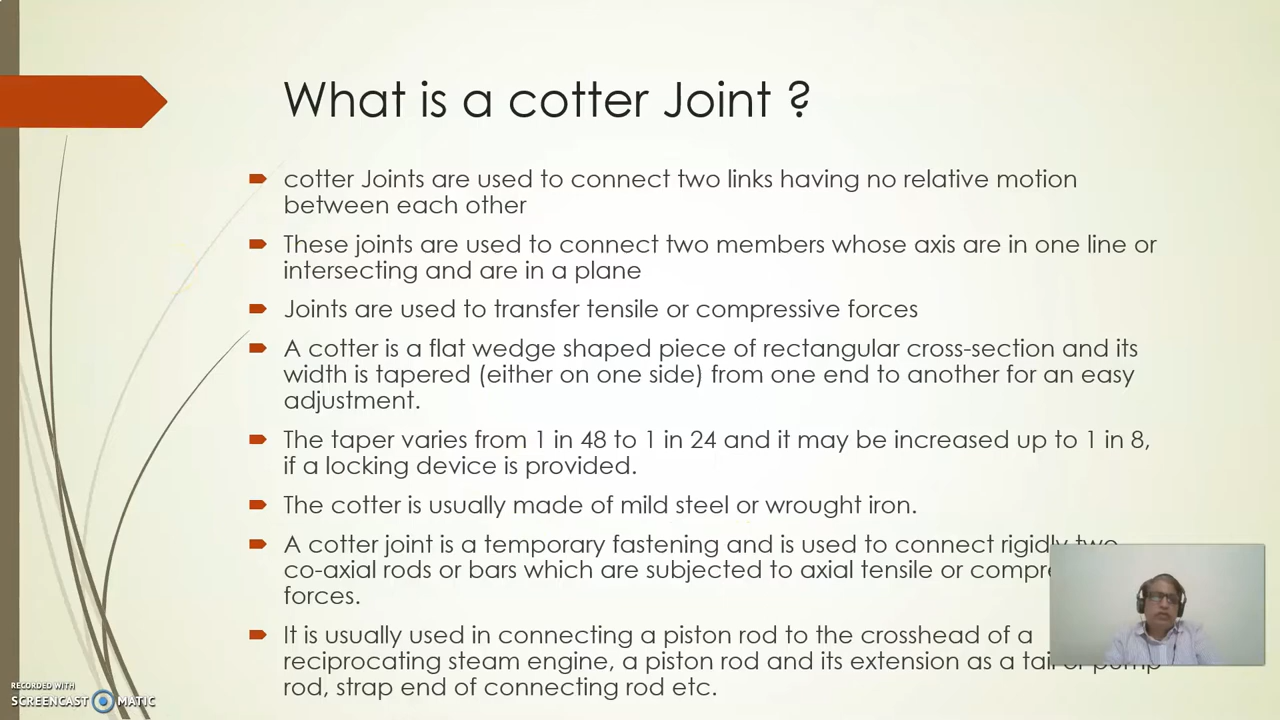 What is a cotter Joint ?
cotter Joints are used to connect two links having no relative motion
between each other
These joints are used to connect two members whose axis are in one line or
intersecting and are in a plane
Joints are used to transfer tensile or compressive forces
A cotter is a flat wedge shaped piece of rectangular cross-section and its
width is tapered (either on one side) from one end to another for an easy
adjustment.
The taper varies from 1 in 48 to 1 in 24 and it may be increased up to 1 in 8,
if a locking device is provided.
The cotter is usually made of mild steel or wrought iron.
A cotter joint is a temporary fastening and is used to connect rigidly two
co-axial rods or bars which are subjected to axial tensile or
forces.
It is usually used in connecting a piston rod to the crosshead of a
reciprocating steam engine, a piston rod and its extension as a tail or pump
rod, strap end of connecting rod etc.
RECORDED WITH
SCREENCAST MATIC